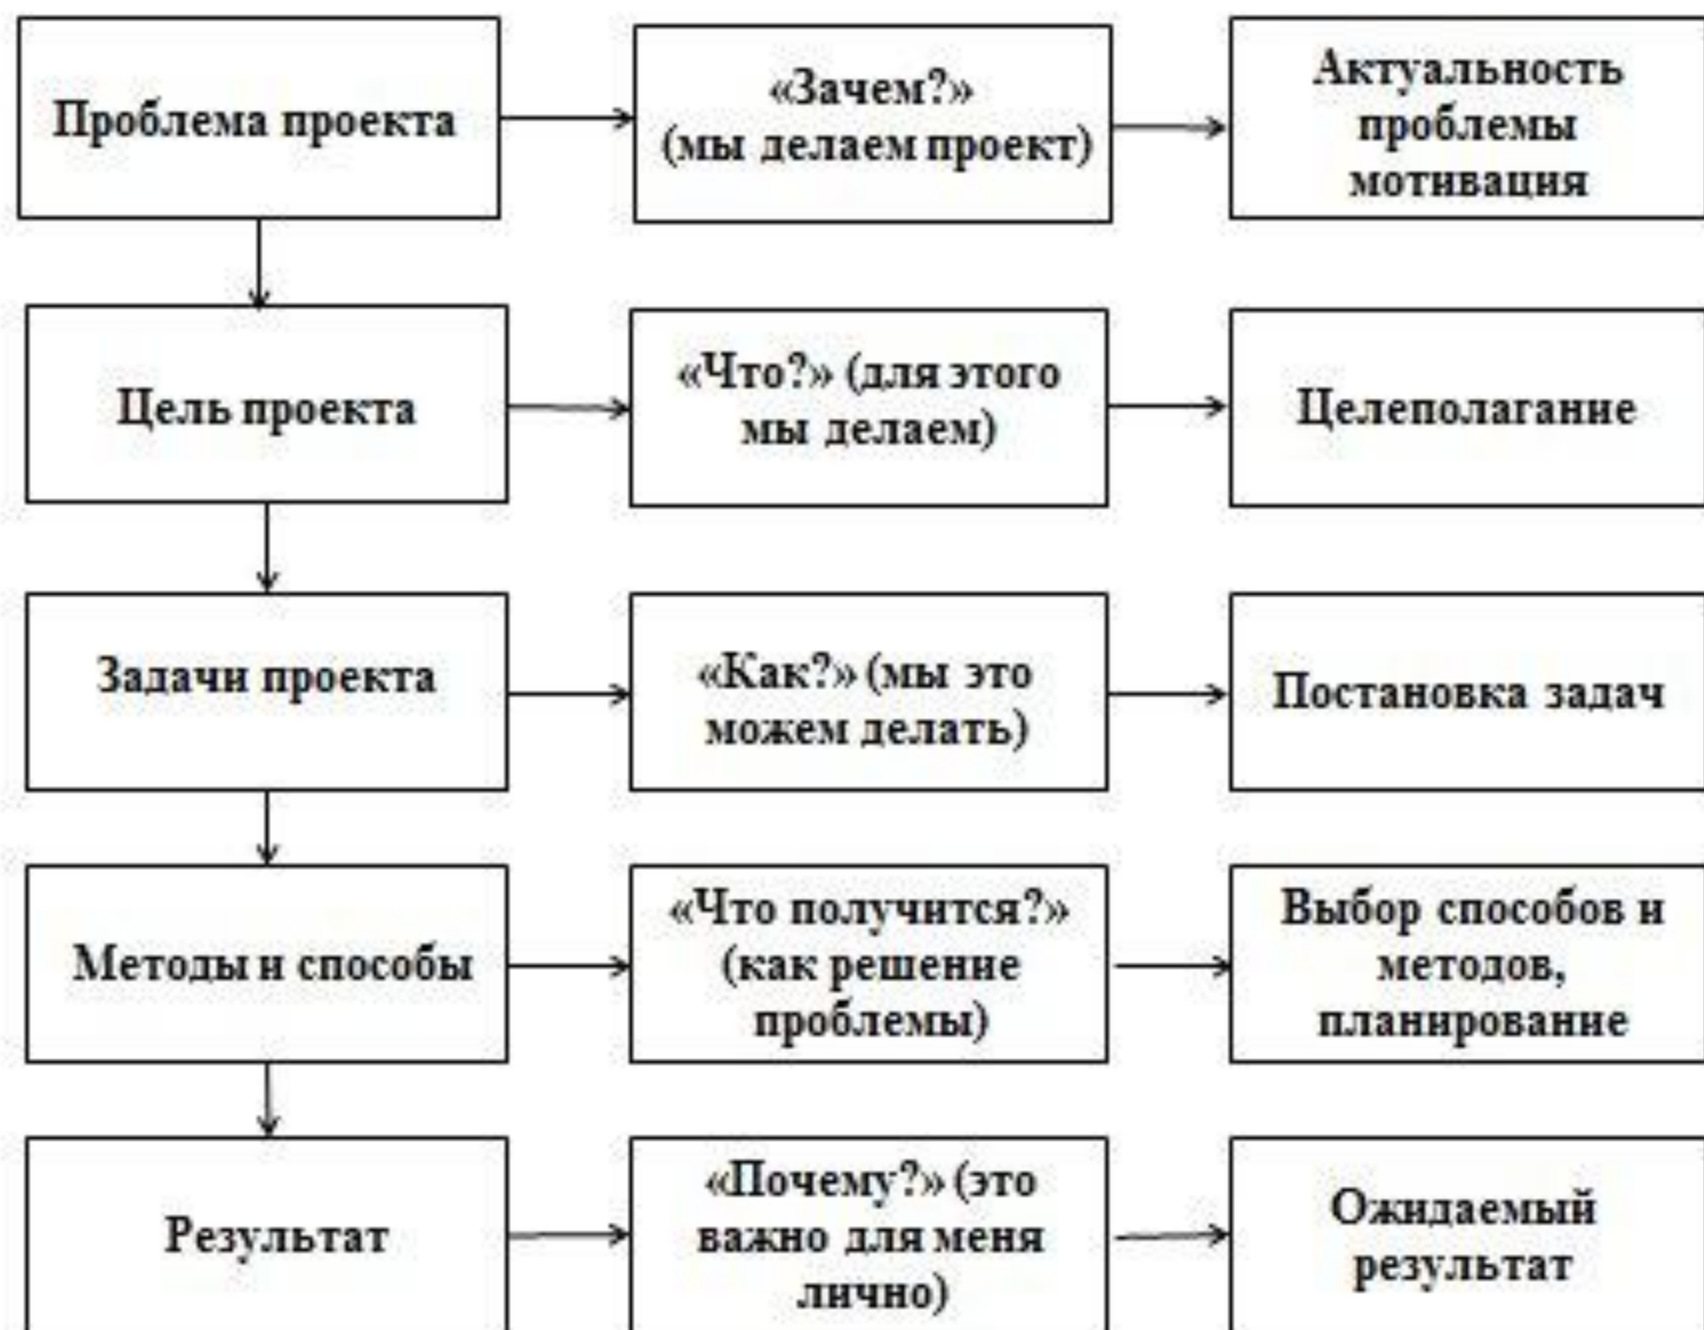 Проблема проекта
«Зачем?»
(мы делаем проект)
Актуальность
проблемы
мотивация
Цель проекта
«Что?» (для этого
мы делаем)
Целеполагание
Задачи проекта
«Как?» (мы это
можем делать)
Постановка задач
Методы и способы
«Что получится?»
(как решение
проблемы)
Выбор способов и
методов,
планирование
Результат
«Почему?» (это
важно для меня
лично)
Ожидаемый
результат